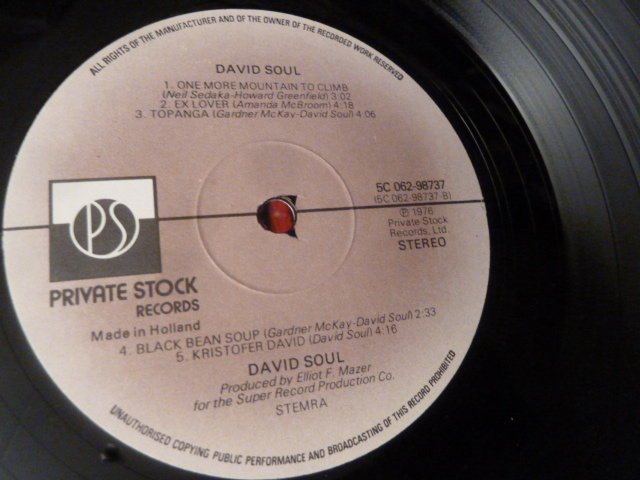 ALL RIGHTS OF THE MANUFACTURER AND OF THE OWNER OF THE RECORDED WORK RESERVED
DAVID SOUL
1. ONE MORE MOUNTAIN TO CLIMB
(Neil Sedaka-Howard Greenfield) 3:02
2. EX LOVER (Amanda McBroom) 4:18
3. TOPANGA (Gardner McKay-David Soul) 4:06
5C 062-98737
(5C 062-98737-B)
℗ 1976
Private Stock
Records, Ltd.
STEREO
PS
PRIVATE STOCK
RECORDS
Made in Holland
4. BLACK BEAN SOUP (Gardner McKay-David Soul) 2:33
5. KRISTOFER DAVID (David Soul) 4:16
DAVID SOUL
Produced by Elliot F. Mazer
for the Super Record Production Co.
STEMRA
UNAUTHORISED COPYING PUBLIC PERFORMANCE AND BROADCASTING OF THIS RECORD PROHIBITED